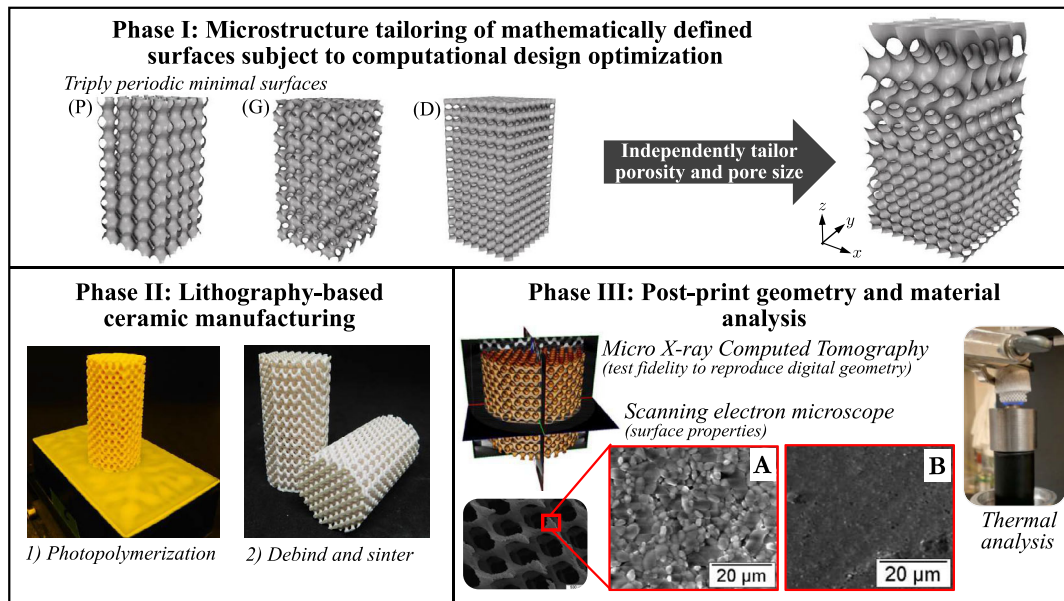 Phase I: Microstructure tailoring of mathematically defined
surfaces subject to computational design optimization
Triply periodic minimal surfaces
(P)
(G)
(D)
Independently tailor
porosity and pore size
z
y
x
Phase II: Lithography-based
ceramic manufacturing
1) Photopolymerization
2) Debind and sinter
Phase III: Post-print geometry and material
analysis
Micro X-ray Computed Tomography
(test fidelity to reproduce digital geometry)
Scanning electron microscope
(surface properties)
A
20 µm
B
20 µm
Thermal
analysis